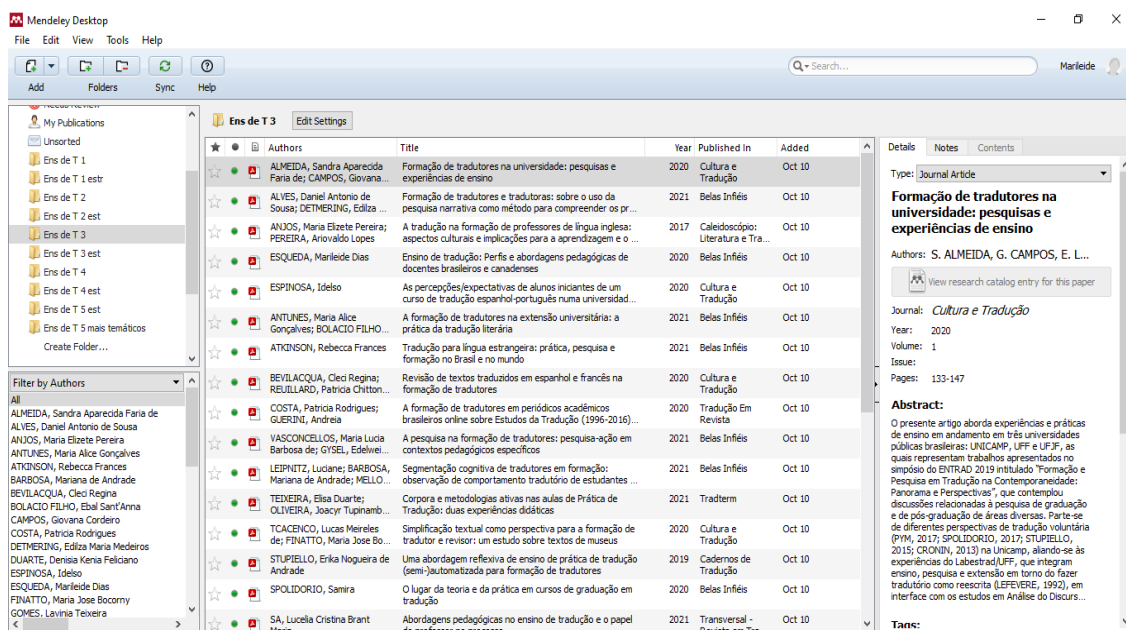 Mendeley Desktop
File Edit View Tools Help
Search...
Marileide
Add Folders Sync Help
Needs Review
My Publications
Unsorted
Ens de T 1
Ens de T 1 estr
Ens de T 2
Ens de T 2 est
Ens de T 3
Ens de T 3 est
Ens de T 4
Ens de T 4 est
Ens de T 5 est
Ens de T 5 mais temáticos
Create Folder...
Filter by Authors
All
ALMEIDA, Sandra Aparecida Faria de
ALVES, Daniel Antonio de Sousa
ANJOS, Maria Elizete Pereira
ANTUNES, Maria Alice Gonçalves
ATKINSON, Rebecca Frances
BARBOSA, Mariana de Andrade
BEVILACQUA, Cleci Regina
BOLACIO FILHO, Ebal Sant'Anna
CAMPOS, Giovana Cordeiro
COSTA, Patricia Rodrigues
DETMERING, Edilza Maria Medeiros
DUARTE, Denisia Kenia Feliciano
ESPINOSA, Idelso
ESQUEDA, Marileide Dias
FINATTO, Maria Jose Bocorny
GOMES, Lavinia Teixeira
Ens de T 3 Edit Settings
Authors Title Year Published In Added
ALMEIDA, Sandra Aparecida Formação de tradutores na universidade: pesquisas e 2020 Cultura e Oct 10
Faria de; CAMPOS, Giovana... experiências de ensino Tradução
ALVES, Daniel Antonio de Formação de tradutores e tradutoras: sobre o uso da 2021 Belas Infiéis Oct 10
Sousa; DETMERING, Edilza ... pesquisa narrativa como método para compreender os pr...
ANJOS, Maria Elizete Pereira; A tradução na formação de professores de língua inglesa: 2017 Caleidoscópio: Oct 10
PEREIRA, Ariovaldo Lopes aspectos culturais e implicações para a aprendizagem e o ... Literatura e Tra...
ESQUEDA, Marileide Dias Ensino de tradução: Perfis e abordagens pedagógicas de 2020 Belas Infiéis Oct 10
docentes brasileiros e canadenses
ESPINOSA, Idelso As percepções/expectativas de alunos iniciantes de um 2020 Cultura e Oct 10
curso de tradução espanhol-português numa universidad... Tradução
ANTUNES, Maria Alice A formação de tradutores na extensão universitária: a 2021 Belas Infiéis Oct 10
Gonçalves; BOLACIO FILHO... prática da tradução literária
ATKINSON, Rebecca Frances Tradução para língua estrangeira: prática, pesquisa e 2021 Belas Infiéis Oct 10
formação no Brasil e no mundo
BEVILACQUA, Cleci Regina; Revisão de textos traduzidos em espanhol e francês na 2020 Cultura e Oct 10
REUILLARD, Patricia Chitton... formação de tradutores Tradução
COSTA, Patricia Rodrigues; A formação de tradutores em periódicos acadêmicos 2020 Tradução Em Oct 10
GUERINI, Andreia brasileiros online sobre Estudos da Tradução (1996-2016)... Revista
VASCONCELLOS, Maria Lucia A pesquisa na formação de tradutores: pesquisa-ação em 2021 Belas Infiéis Oct 10
Barbosa de; GYSEL, Edelwei... contextos pedagógicos específicos
LEIPNITZ, Luciane; BARBOSA, Segmentação cognitiva de tradutores em formação: 2021 Belas Infiéis Oct 10
Mariana de Andrade; MELLO... observação de comportamento tradutório de estudantes ...
TEIXEIRA, Elisa Duarte; Corpora e metodologias ativas nas aulas de Prática de 2021 Tradterm Oct 10
OLIVEIRA, Joacyr Tupinamb... Tradução: duas experiências didáticas
TCACENCO, Lucas Meireles Simplificação textual como perspectiva para a formação de 2020 Cultura e Oct 10
de; FINATTO, Maria Jose Bo... tradutor e revisor: um estudo sobre textos de museus Tradução
STUPIELLO, Erika Nogueira de Uma abordagem reflexiva de ensino de prática de tradução 2019 Cadernos de Oct 10
Andrade (semi-)automatizada para formação de tradutores Tradução
SPOLIDORIO, Samira O lugar da teoria e da prática em cursos de graduação em 2020 Belas Infiéis Oct 10
tradução
SA, Lucelia Cristina Brant Abordagens pedagógicas no ensino de tradução e o papel 2021 Transversal - Oct 10
Details Notes Contents
Type: Journal Article
Formação de tradutores na
universidade: pesquisas e
experiências de ensino
Authors: S. ALMEIDA, G. CAMPOS, E. L...
View research catalog entry for this paper
Journal: Cultura e Tradução
Year: 2020
Volume: 1
Issue:
Pages: 133-147
Abstract:
O presente artigo aborda experiências e práticas
de ensino em andamento em três universidades
públicas brasileiras: UNICAMP, UFF e UFJF, as
quais representam trabalhos apresentados no
simpósio do ENTRAD 2019 intitulado "Formação e
Pesquisa em Tradução na Contemporaneidade:
Panorama e Perspectivas", que contemplou
discussões relacionadas à pesquisa de graduação
e de pós-graduação de áreas diversas. Parte-se
de diferentes perspectivas de tradução voluntária
(PYM, 2017; SPOLIDORIO, 2017; STUPIELLO,
2015; CRONIN, 2013) na Unicamp, aliando-se às
experiências do Labestrad/UFF, que integram
ensino, pesquisa e extensão em torno do fazer
tradutório como reescrita (LEFEVERE, 1992), em
interface com os estudos em Análise do Discurs...
Tags: